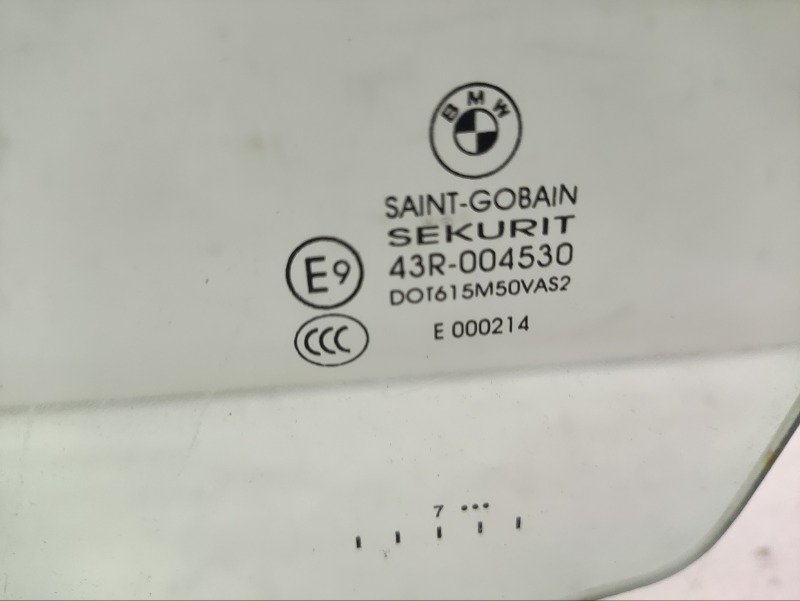 BMW
SAINT-GOBAIN
SEKURIT
E9
43R-004530
DOT615M50VAS2
CCC
E 000214
7 •••